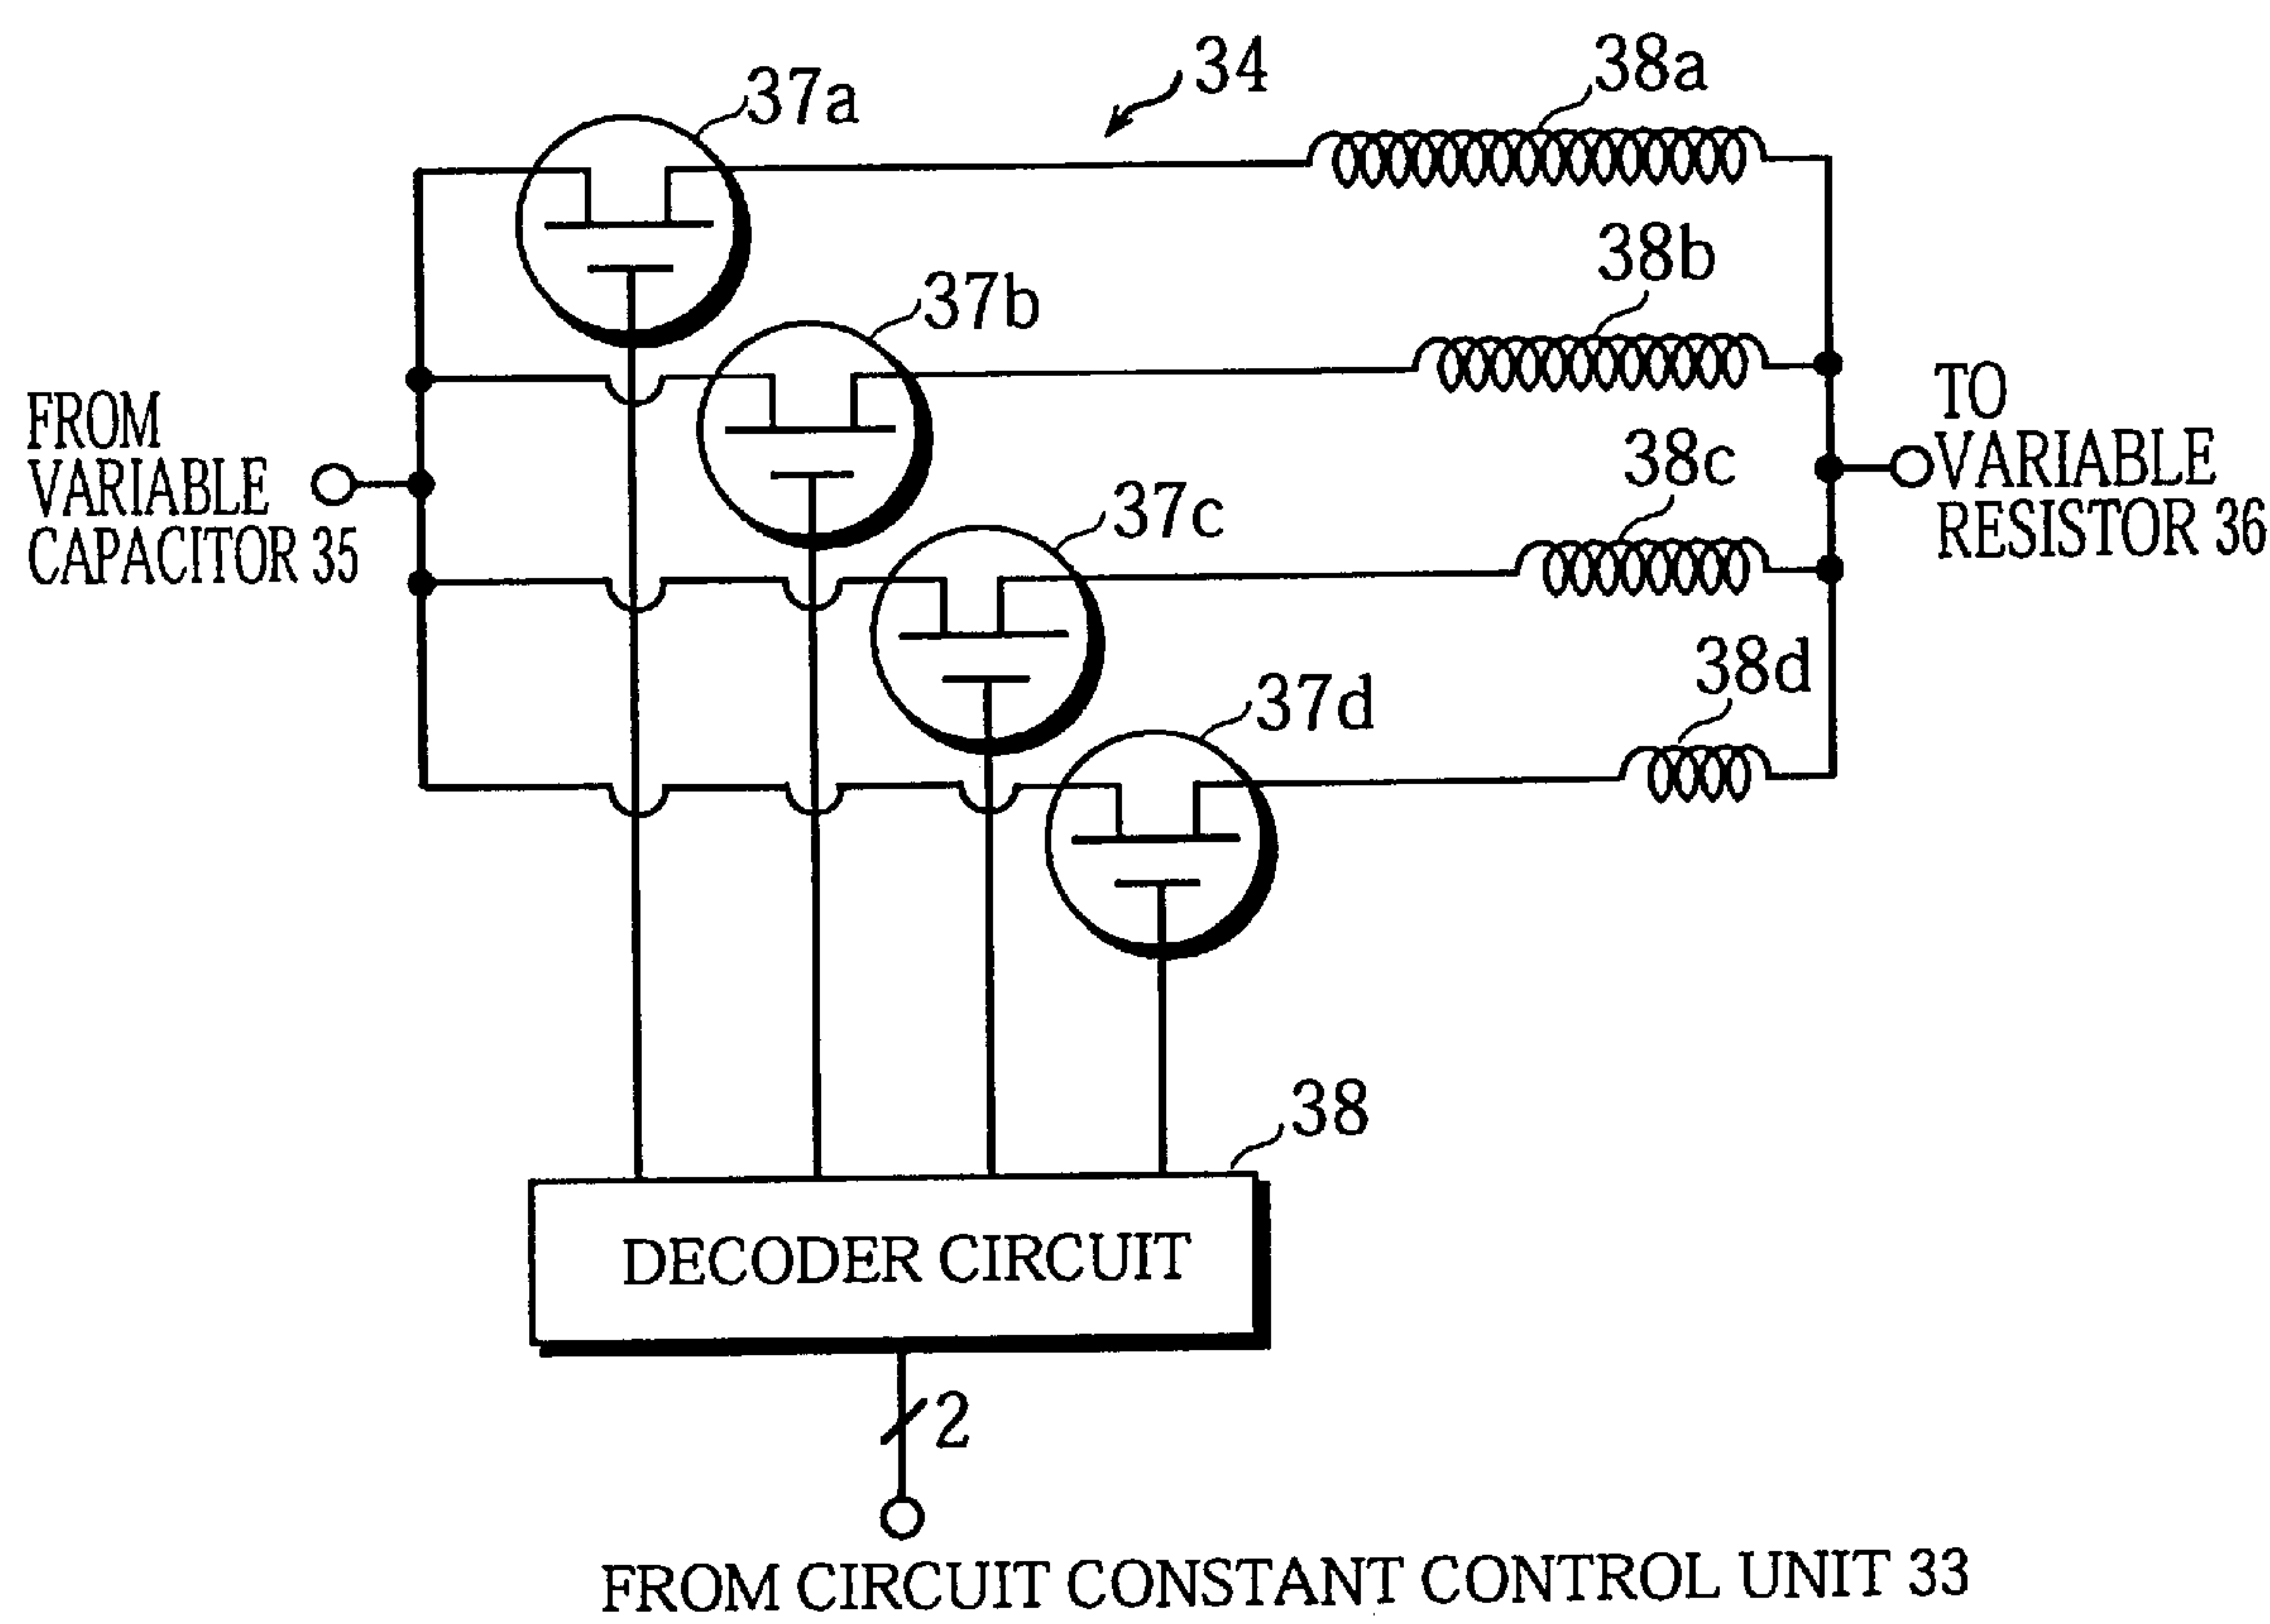 34
38a
37a
38b
37b
FROM
VARIABLE
CAPACITOR 35
TO
VARIABLE
RESISTOR 36
38c
37c
38d
37d
38
DECODER CIRCUIT
2
FROM CIRCUIT CONSTANT CONTROL UNIT 33